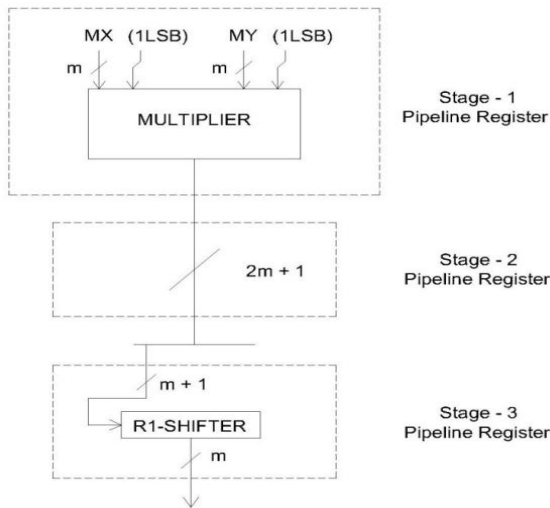 MX (1LSB) MY (1LSB)
m m
MULTIPLIER
Stage - 1
Pipeline Register
2m + 1
Stage - 2
Pipeline Register
m + 1
R1-SHIFTER
m
Stage - 3
Pipeline Register